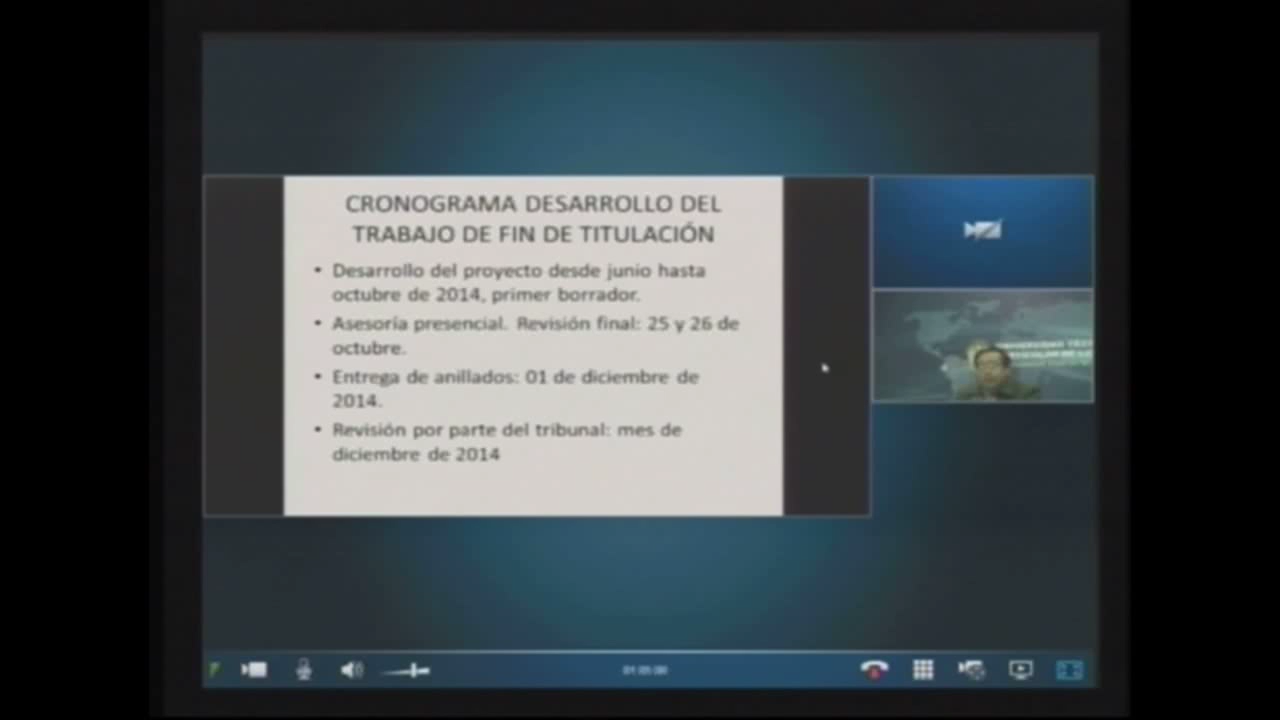 CRONOGRAMA DESARROLLO DEL
TRABAJO DE FIN DE TITULACIÓN
• Desarrollo del proyecto desde junio hasta
octubre de 2014, primer borrador.
• Asesoría presencial. Revisión final: 25 y 26 de
octubre.
• Entrega de anillados: 01 de diciembre de
2014.
• Revisión por parte del tribunal: mes de
diciembre de 2014